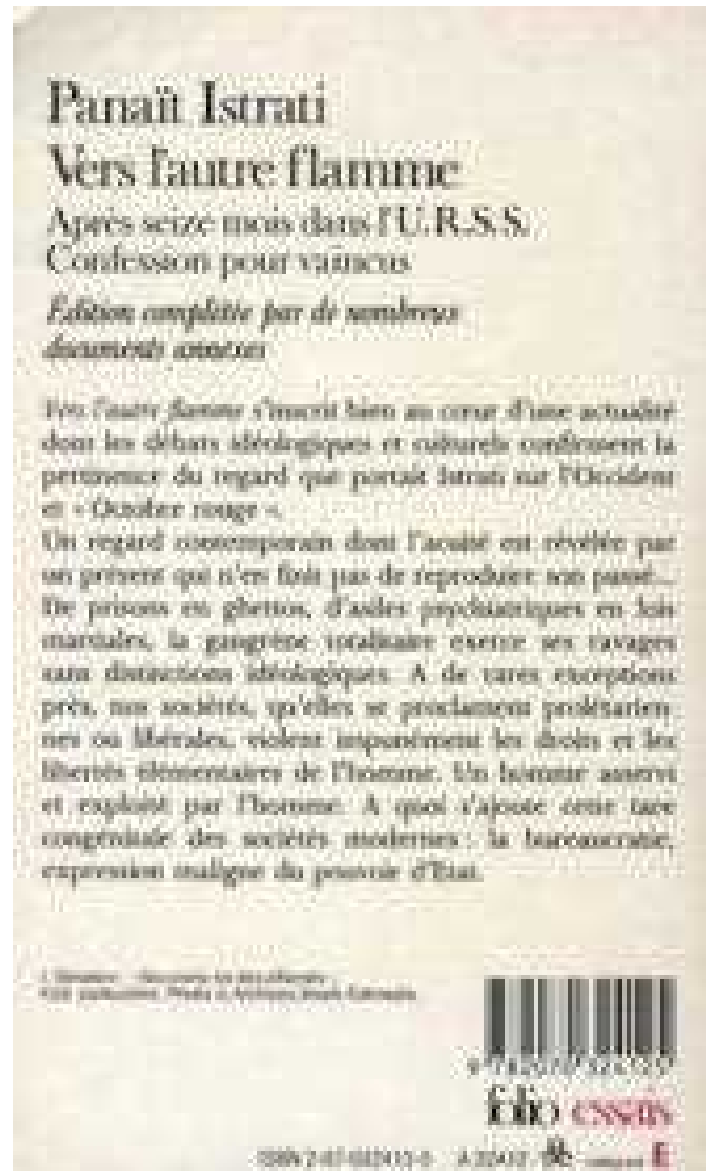 Panaït Istrati
Vers l'autre flamme
Après seize mois dans l'U.R.S.S.
Confession pour vaincus
Édition complétée par de nombreux
documents annexes
Vers l'autre flamme s'inscrit bien au cœur d'une actualité
dont les débats idéologiques et culturels confirment la
pertinence du regard que portait Istrati sur l'Occident
et « Octobre rouge ».
Un regard contemporain dont l'acuité est révélée par
un présent qui n'en finit pas de reproduire son passé...
De prisons en ghettos, d'asiles psychiatriques en lois
martiales, la gangrène totalitaire exerce ses ravages
sans distinctions idéologiques. A de rares exceptions
près, nos sociétés, qu'elles se proclament prolétarien-
nes ou libérales, violent impunément les droits et les
libertés élémentaires de l'homme. Un homme asservi
et exploité par l'homme. A quoi s'ajoute cette tare
congénitale des sociétés modernes : la bureaucratie,
expression maligne du pouvoir d'État.
folio essais
ISBN